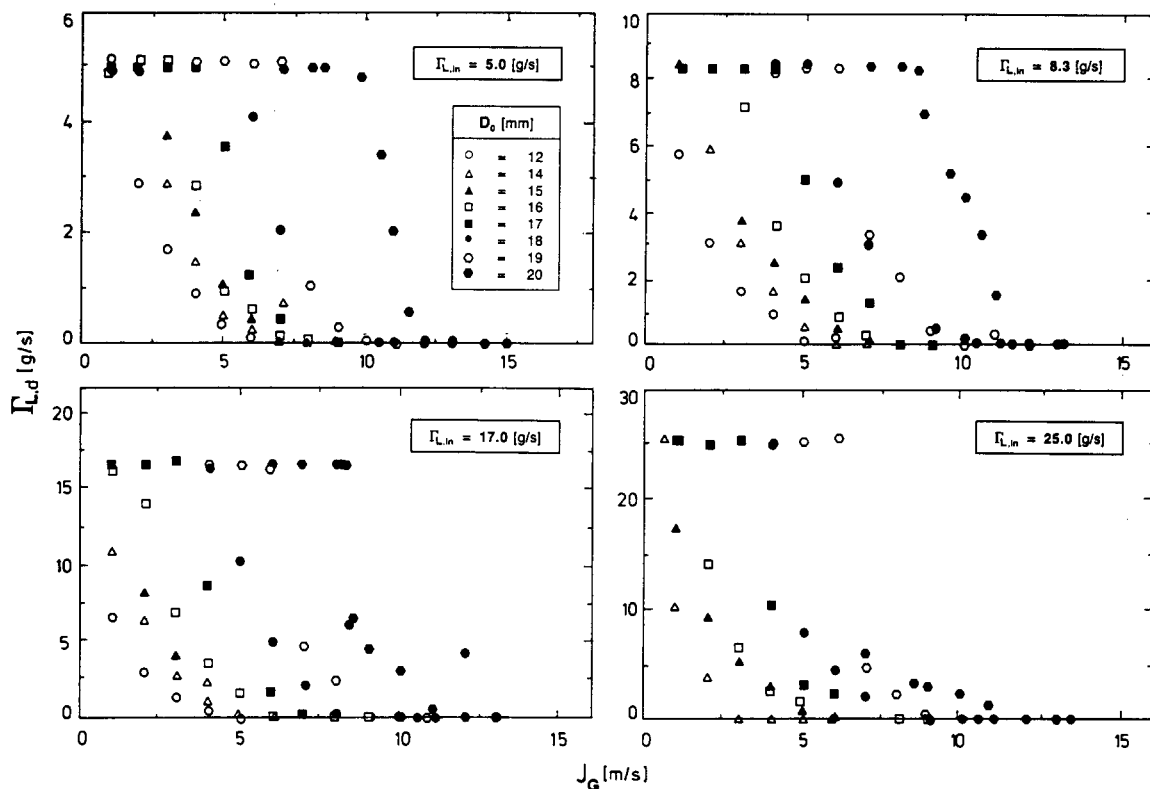 Γ_L,in = 5.0 [g/s]
D_o [mm]
○ = 12
△ = 14
▲ = 15
□ = 16
■ = 17
● = 18
○ = 19
● = 20
6
4
2
0
0
5
10
15
Γ_L,in = 8.3 [g/s]
10
8
6
4
2
0
0
5
10
15
Γ_L,d [g/s]
Γ_L,in = 17.0 [g/s]
20
15
10
5
0
0
5
10
15
Γ_L,in = 25.0 [g/s]
30
25
20
10
0
0
5
10
15
J_G [m/s]